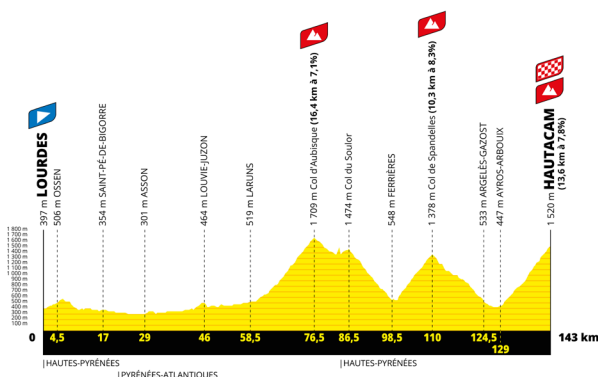 LOURDES
397 m
506 m OSSEN
354 m SAINT-PÉ-DE-BIGORRE
301 m ASSON
464 m LOUVIE-JUZON
519 m LARUNS
1 709 m Col d'Aubisque (16,4 km à 7,1%)
1 474 m Col du Soulor
548 m FERRIÈRES
1 378 m Col de Spandelles (10,3 km à 8,3%)
533 m ARGELÈS-GAZOST
447 m AYROS-ARBOUIX
HAUTACAM
(13,6 km à 7,8%)
1 520 m
1 800 m
1 700 m
1 600 m
1 500 m
1 400 m
1 300 m
1 200 m
1 100 m
1 000 m
900 m
800 m
700 m
600 m
500 m
400 m
300 m
200 m
100 m
0 4,5 17 29 46 58,5 76,5 86,5 98,5 110 124,5 143 km
129
|HAUTES-PYRÉNÉES |HAUTES-PYRÉNÉES
|PYRÉNÉES-ATLANTIQUES